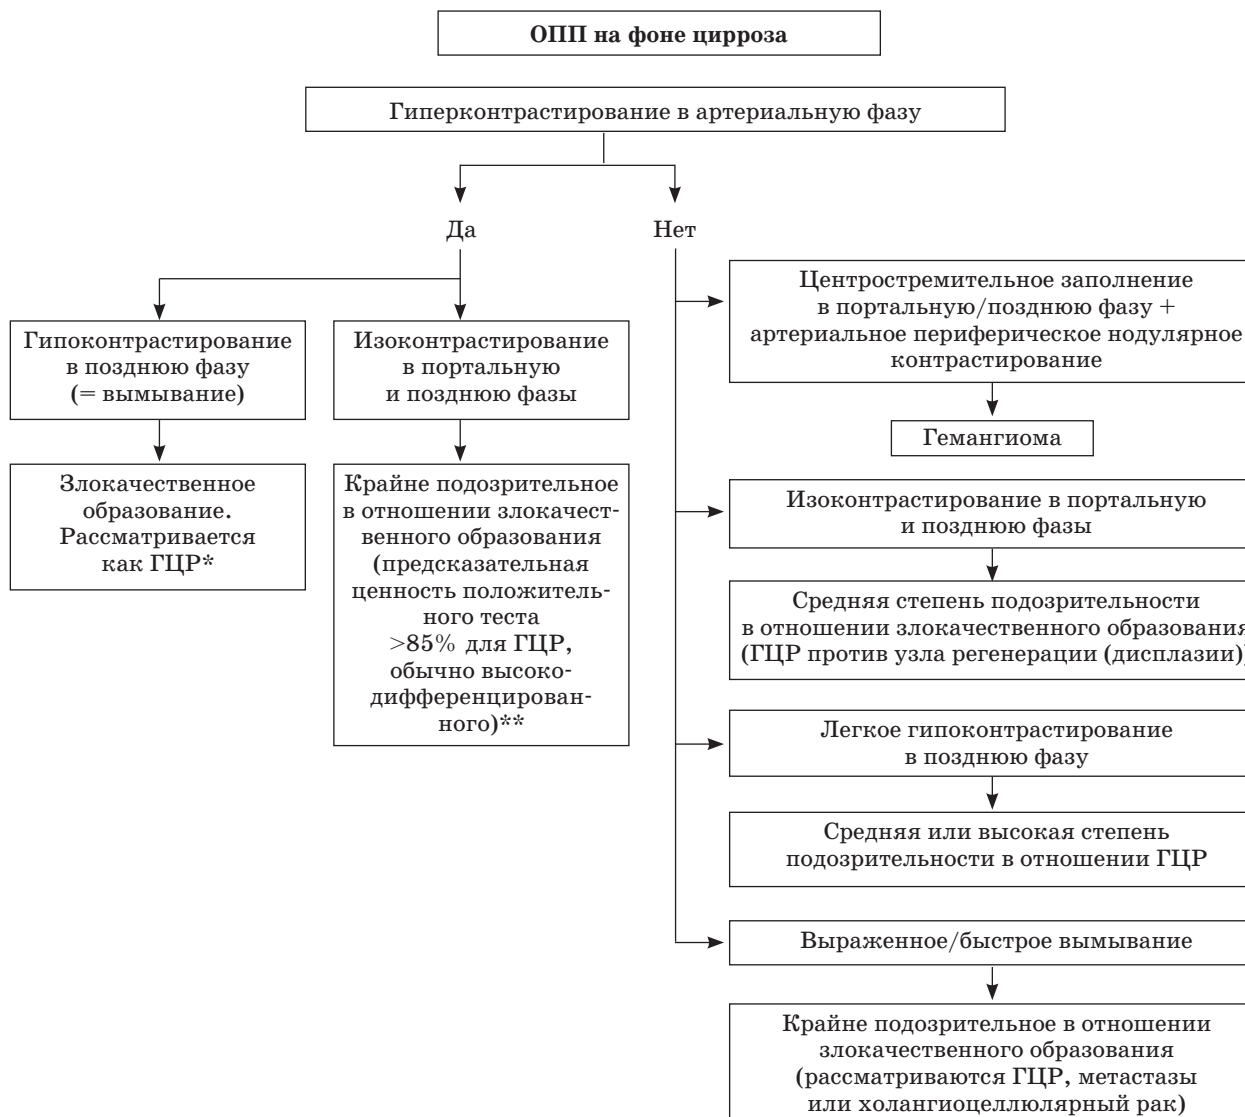 ОПП на фоне цирроза
Гиперконтрастирование в артериальную фазу
Да
Нет
Гипоконтрастирование
в позднюю фазу
(= вымывание)
Злокачественное
образование.
Рассматривается
как ГЦР*
Изоконтрастирование
в портальную
и позднюю фазы
Крайне подозрительное
в отношении злокачест-
венного образования
(предсказательная
ценность положитель-
ного теста
>85% для ГЦР,
обычно высоко-
дифференцирован-
ного)**
Центростремительное заполнение
в портальную/позднюю фазу +
артериальное периферическое нодулярное
контрастирование
Гемангиома
Изоконтрастирование в портальную
и позднюю фазы
Средняя степень подозрительности
в отношении злокачественного образования
(ГЦР против узла регенерации (дисплазии))
Легкое гипоконтрастирование
в позднюю фазу
Средняя или высокая степень
подозрительности в отношении ГЦР
Выраженное/быстрое вымывание
Крайне подозрительное в отношении
злокачественного образования
(рассматриваются ГЦР, метастазы
или холангиоцеллюлярный рак)